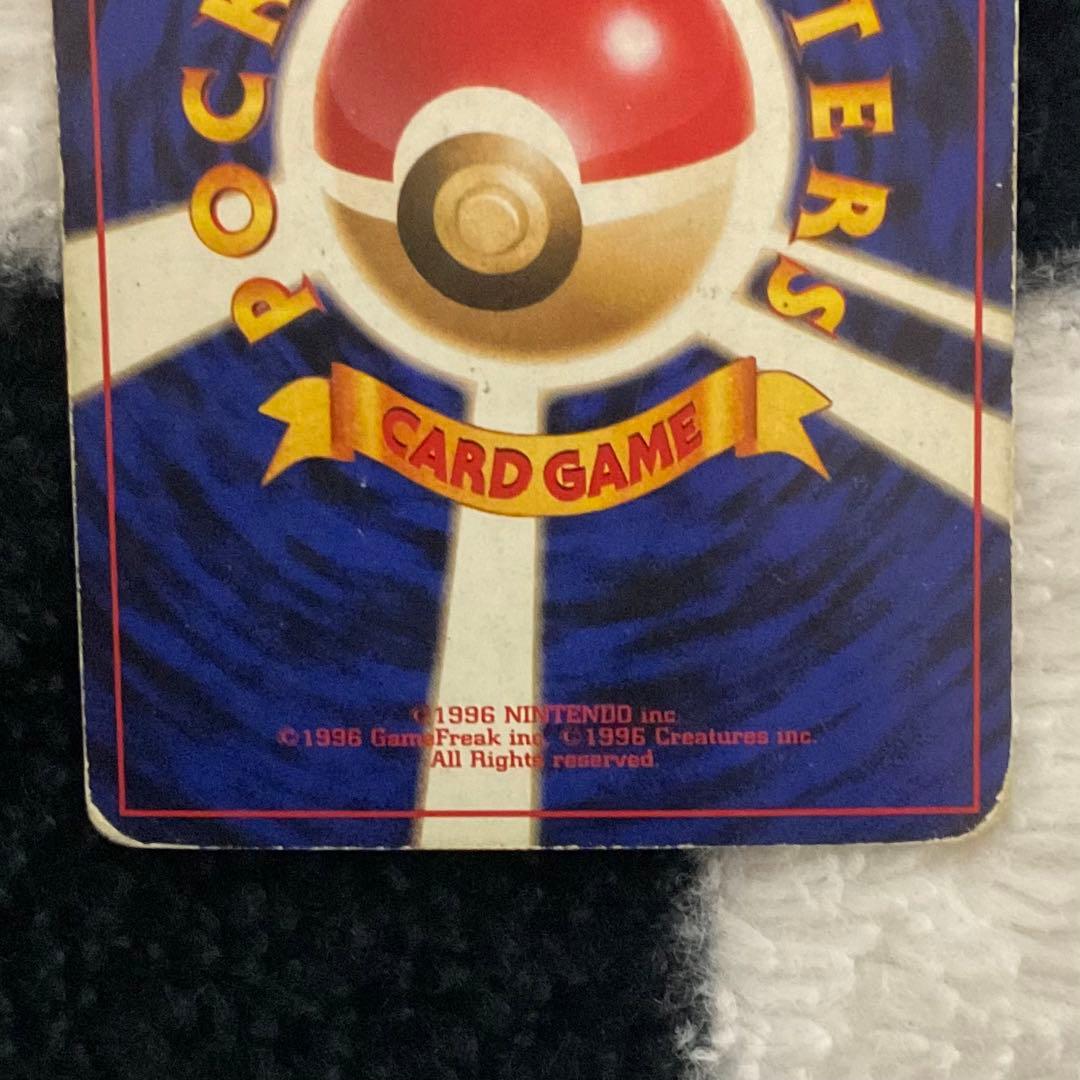 POCK
TERS
CARD GAME
©1996 NINTENDO inc
©1996 GameFreak inc. ©1996 Creatures inc.
All Rights reserved.